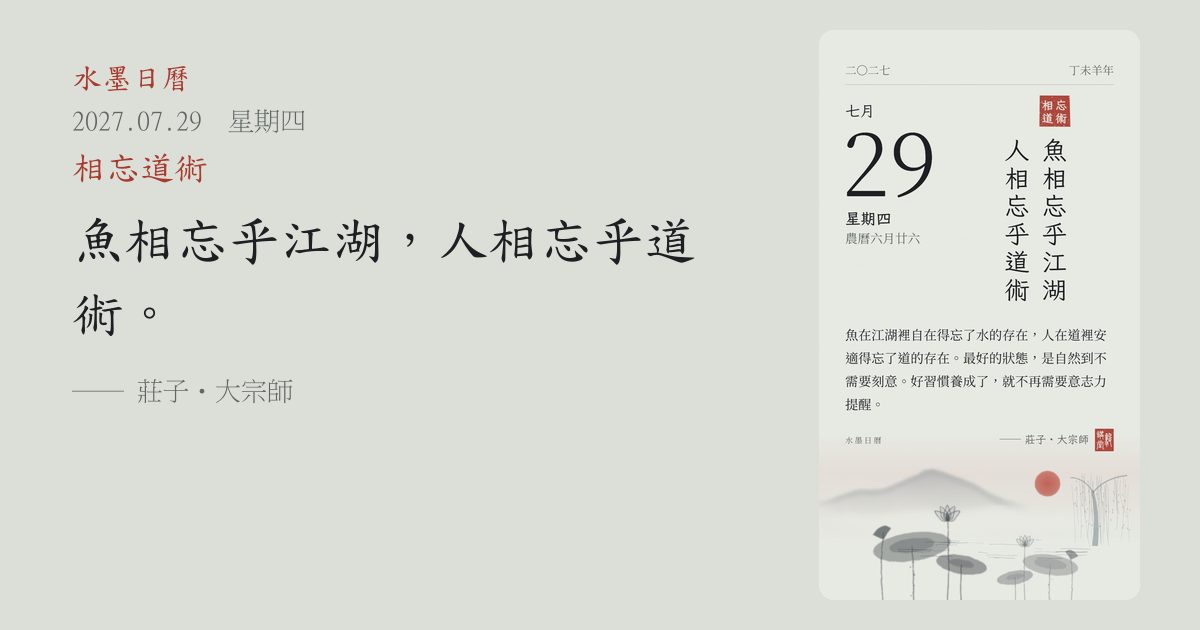 水墨日曆
2027.07.29 星期四
相忘道術
魚相忘乎江湖，人相忘乎道
術。
—— 莊子・大宗師
二〇二七
丁未羊年
七月
29
星期四
農曆六月廿六
相忘
道術
魚相忘乎江湖
人相忘乎道術
魚在江湖裡自在得忘了水的存在，人在道裡安
適得忘了道的存在。最好的狀態，是自然到不
需要刻意。好習慣養成了，就不再需要意志力
提醒。
水墨日曆
—— 莊子・大宗師